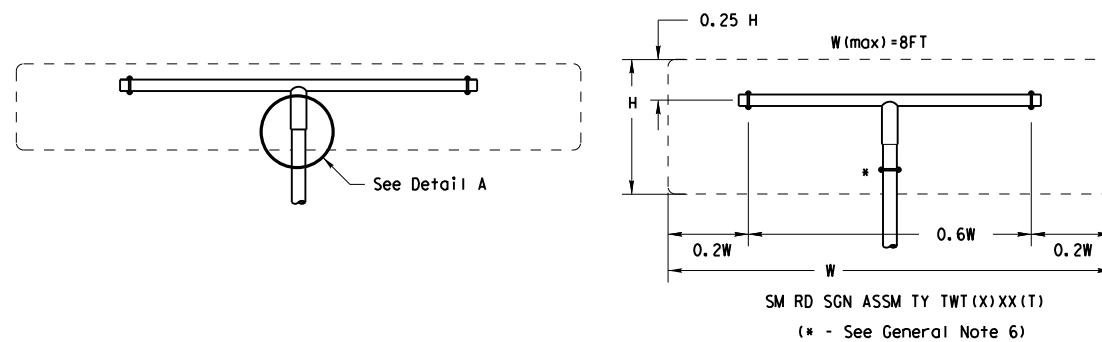 0.25 H
W(max)=8FT
H
*
See Detail A
0.2W
0.6W
0.2W
W
SM RD SGN ASSM TY TWT(X)XX(T)
(* - See General Note 6)